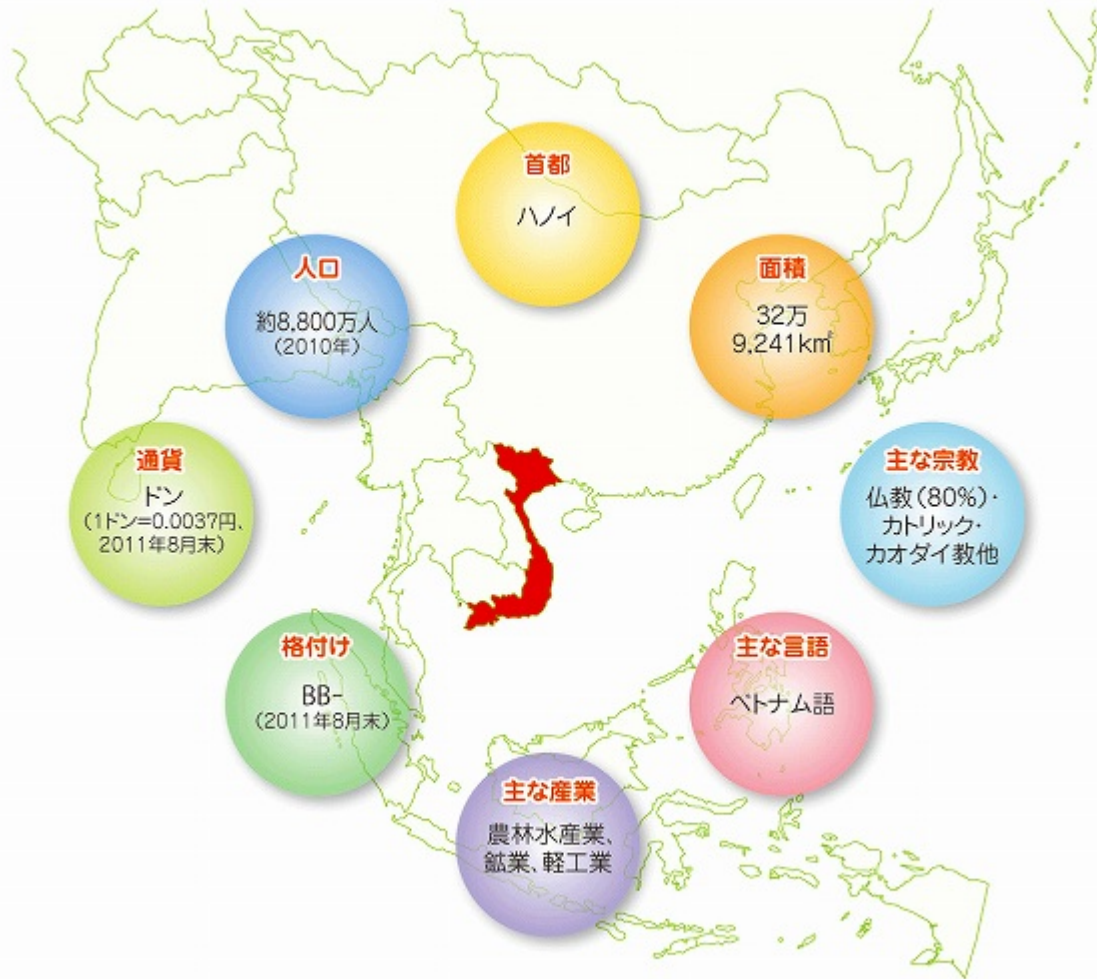 首都
ハノイ
人口
約8,800万人
(2010年)
面積
32万
9,241k㎡
通貨
ドン
(1ドン=0.0037円、
2011年8月末)
主な宗教
仏教(80%)・
カトリック・
カオダイ教他
格付け
BB-
(2011年8月末)
主な言語
ベトナム語
主な産業
農林水産業、
鉱業、軽工業